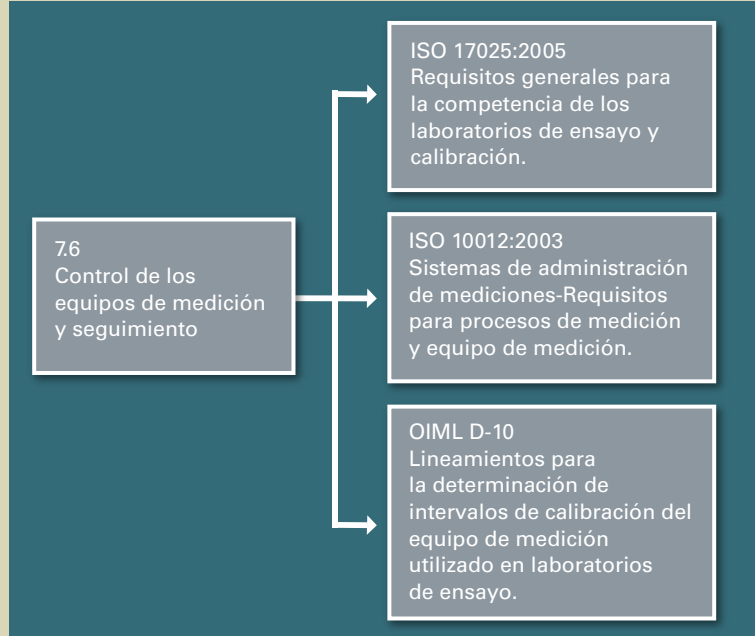 7.6
Control de los
equipos de medición
y seguimiento
ISO 17025:2005
Requisitos generales para
la competencia de los
laboratorios de ensayo y
calibración.
ISO 10012:2003
Sistemas de administración
de mediciones-Requisitos
para procesos de medición
y equipo de medición.
OIML D-10
Lineamientos para
la determinación de
intervalos de calibración del
equipo de medición
utilizado en laboratorios
de ensayo.